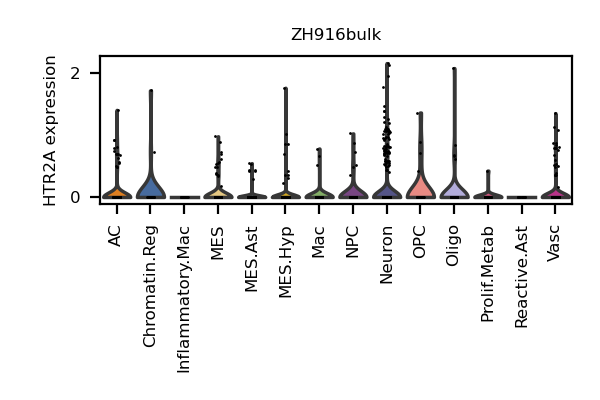 ZH916bulk
HTR2A expression
2
0
AC
Chromatin.Reg
Inflammatory.Mac
MES
MES.Ast
MES.Hyp
Mac
NPC
Neuron
OPC
Oligo
Prolif.Metab
Reactive.Ast
Vasc